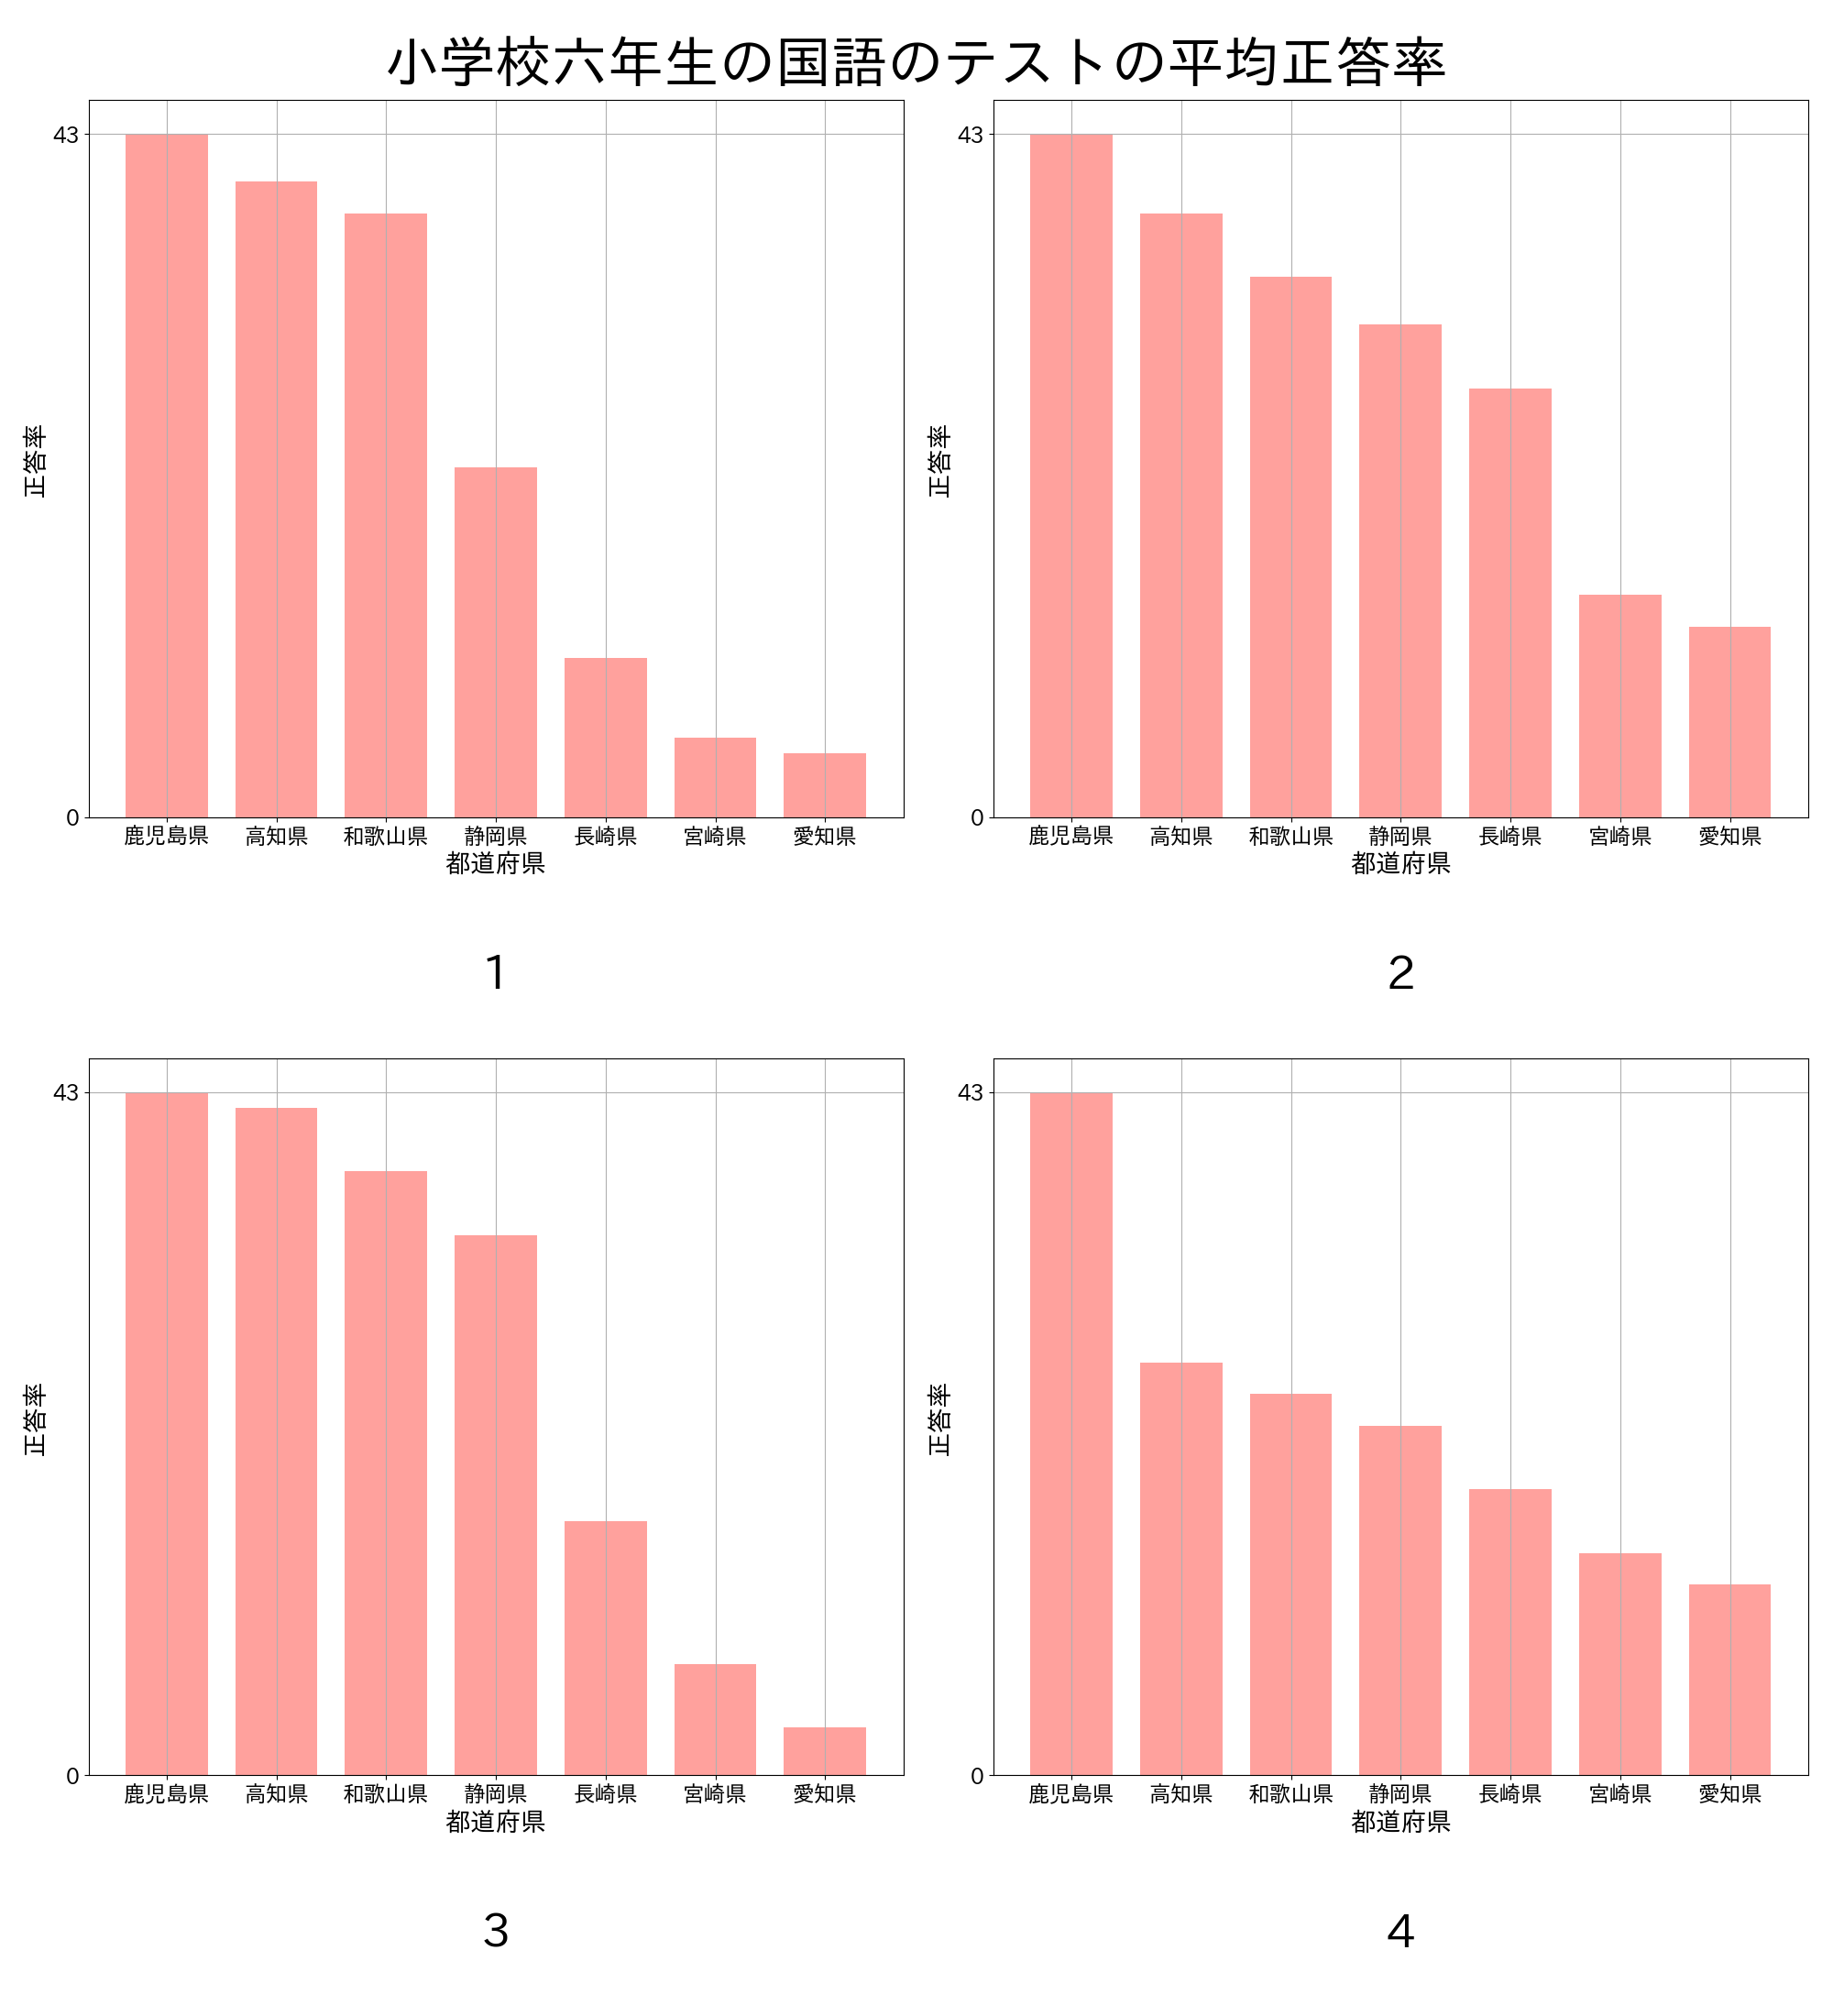 小学校六年生の国語のテストの平均正答率
43
0
正答率
鹿児島県 高知県 和歌山県 静岡県 長崎県 宮崎県 愛知県
都道府県
1
43
0
正答率
鹿児島県 高知県 和歌山県 静岡県 長崎県 宮崎県 愛知県
都道府県
2
43
0
正答率
鹿児島県 高知県 和歌山県 静岡県 長崎県 宮崎県 愛知県
都道府県
3
43
0
正答率
鹿児島県 高知県 和歌山県 静岡県 長崎県 宮崎県 愛知県
都道府県
4